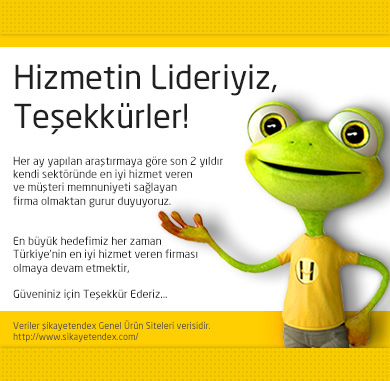 Hizmetin Lideriyiz,
Teşekkürler!
Her ay yapılan araştırmaya göre son 2 yıldır
kendi sektöründe en iyi hizmet veren
ve müşteri memnuniyeti sağlayan
firma olmaktan gurur duyuyoruz.
En büyük hedefimiz her zaman
Türkiye'nin en iyi hizmet veren firması
olmaya devam etmektir,
Güveniniz için Teşekkür Ederiz...
H
Veriler şikayetendex Genel Ürün Siteleri verisidir.
http://www.sikayetendex.com/